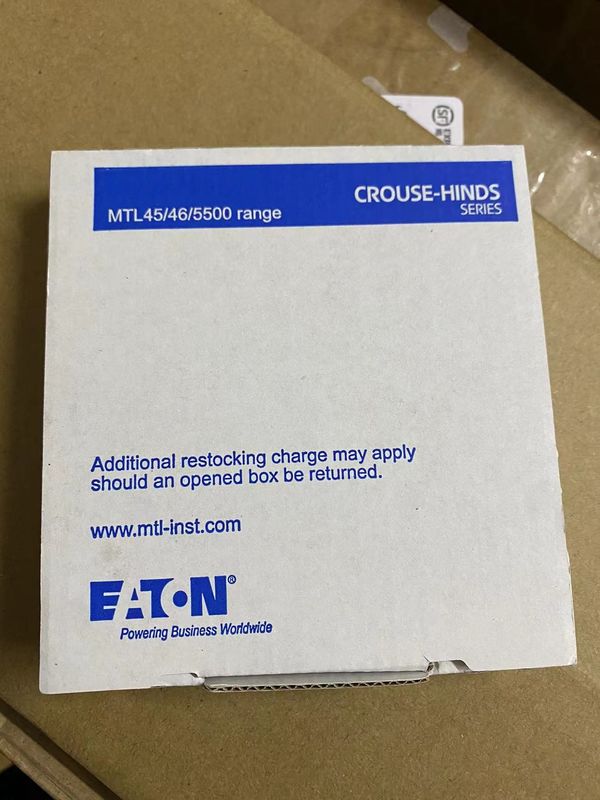 MTL45/46/5500 range
CROUSE-HINDS
SERIES
Additional restocking charge may apply
should an opened box be returned.
www.mtl-inst.com
EATON®
Powering Business Worldwide